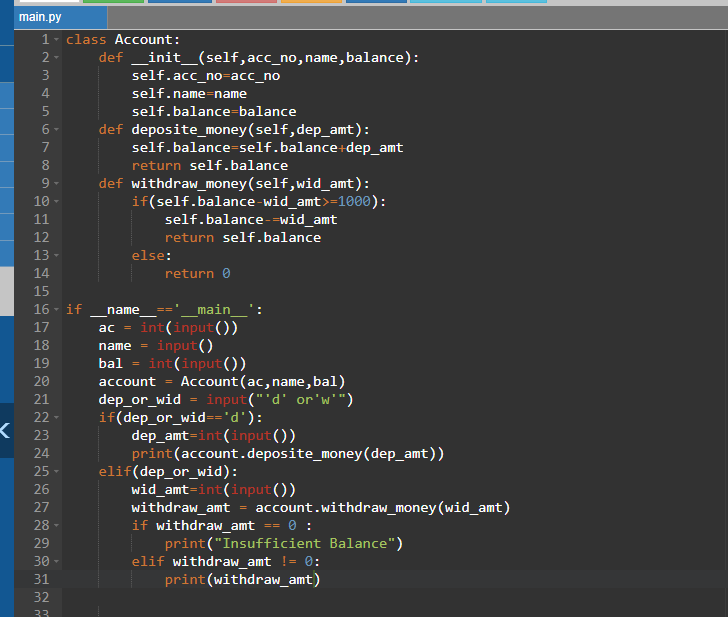 main.py
1 class Account:
2     def __init__(self,acc_no,name,balance):
3         self.acc_no=acc_no
4         self.name=name
5         self.balance=balance
6     def deposite_money(self,dep_amt):
7         self.balance=self.balance+dep_amt
8         return self.balance
9     def withdraw_money(self,wid_amt):
10         if(self.balance-wid_amt>=1000):
11             self.balance-=wid_amt
12             return self.balance
13         else:
14             return 0
15
16 if __name__=='__main__':
17     ac = int(input())
18     name = input()
19     bal = int(input())
20     account = Account(ac,name,bal)
21     dep_or_wid = input("'d' or'w'")
22     if(dep_or_wid=='d'):
23         dep_amt=int(input())
24         print(account.deposite_money(dep_amt))
25     elif(dep_or_wid):
26         wid_amt=int(input())
27         withdraw_amt = account.withdraw_money(wid_amt)
28         if withdraw_amt == 0 :
29             print("Insufficient Balance")
30         elif withdraw_amt != 0:
31             print(withdraw_amt)
32
33